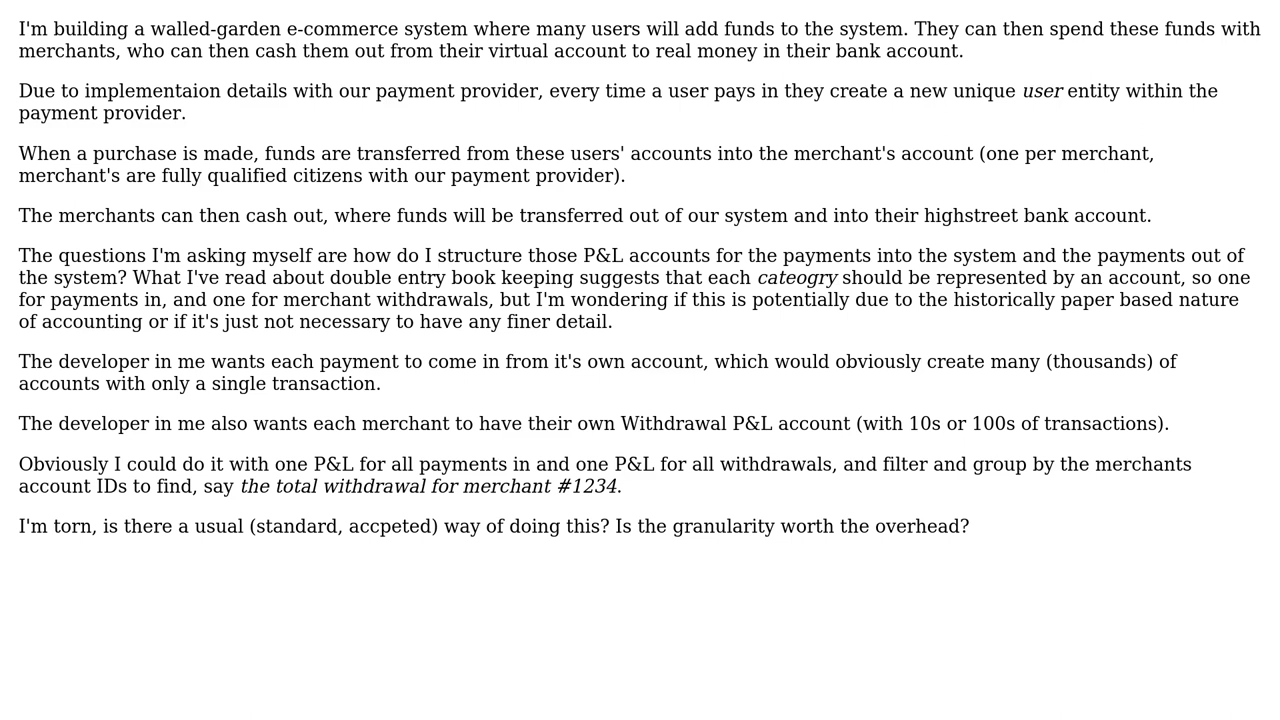 I'm building a walled-garden e-commerce system where many users will add funds to the system. They can then spend these funds with
merchants, who can then cash them out from their virtual account to real money in their bank account.
Due to implementaion details with our payment provider, every time a user pays in they create a new unique user entity within the
payment provider.
When a purchase is made, funds are transferred from these users' accounts into the merchant's account (one per merchant,
merchant's are fully qualified citizens with our payment provider).
The merchants can then cash out, where funds will be transferred out of our system and into their highstreet bank account.
The questions I'm asking myself are how do I structure those P&L accounts for the payments into the system and the payments out of
the system? What I've read about double entry book keeping suggests that each cateogry should be represented by an account, so one
for payments in, and one for merchant withdrawals, but I'm wondering if this is potentially due to the historically paper based nature
of accounting or if it's just not necessary to have any finer detail.
The developer in me wants each payment to come in from it's own account, which would obviously create many (thousands) of
accounts with only a single transaction.
The developer in me also wants each merchant to have their own Withdrawal P&L account (with 10s or 100s of transactions).
Obviously I could do it with one P&L for all payments in and one P&L for all withdrawals, and filter and group by the merchants
account IDs to find, say the total withdrawal for merchant #1234.
I'm torn, is there a usual (standard, accpeted) way of doing this? Is the granularity worth the overhead?